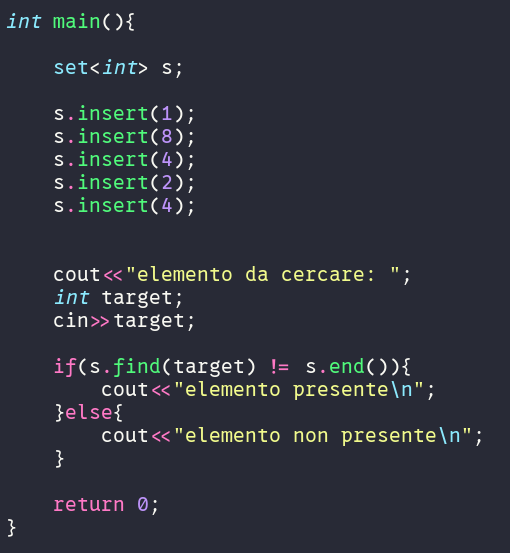 int main(){
    set<int> s;
    s.insert(1);
    s.insert(8);
    s.insert(4);
    s.insert(2);
    s.insert(4);
    cout<<"elemento da cercare: ";
    int target;
    cin>>target;
    if(s.find(target) != s.end()){
        cout<<"elemento presente\n";
    }else{
        cout<<"elemento non presente\n";
    }
    return 0;
}